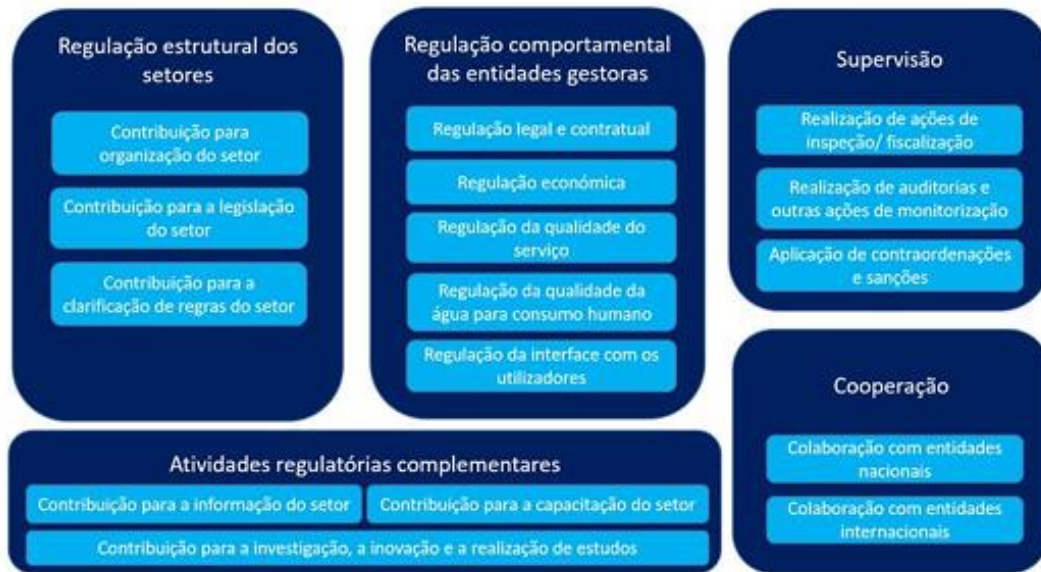 Regulação estrutural dos
setores
Contribuição para
organização do setor
Contribuição para a legislação
do setor
Contribuição para a
clarificação de regras do setor
Regulação comportamental
das entidades gestoras
Regulação legal e contratual
Regulação económica
Regulação da qualidade do
serviço
Regulação da qualidade da
água para consumo humano
Regulação da interface com os
utilizadores
Supervisão
Realização de ações de
inspeção/ fiscalização
Realização de auditorias e
outras ações de monitorização
Aplicação de contraordenações
e sanções
Cooperação
Colaboração com entidades
nacionais
Colaboração com entidades
internacionais
Atividades regulatórias complementares
Contribuição para a informação do setor
Contribuição para a capacitação do setor
Contribuição para a investigação, a inovação e a realização de estudos